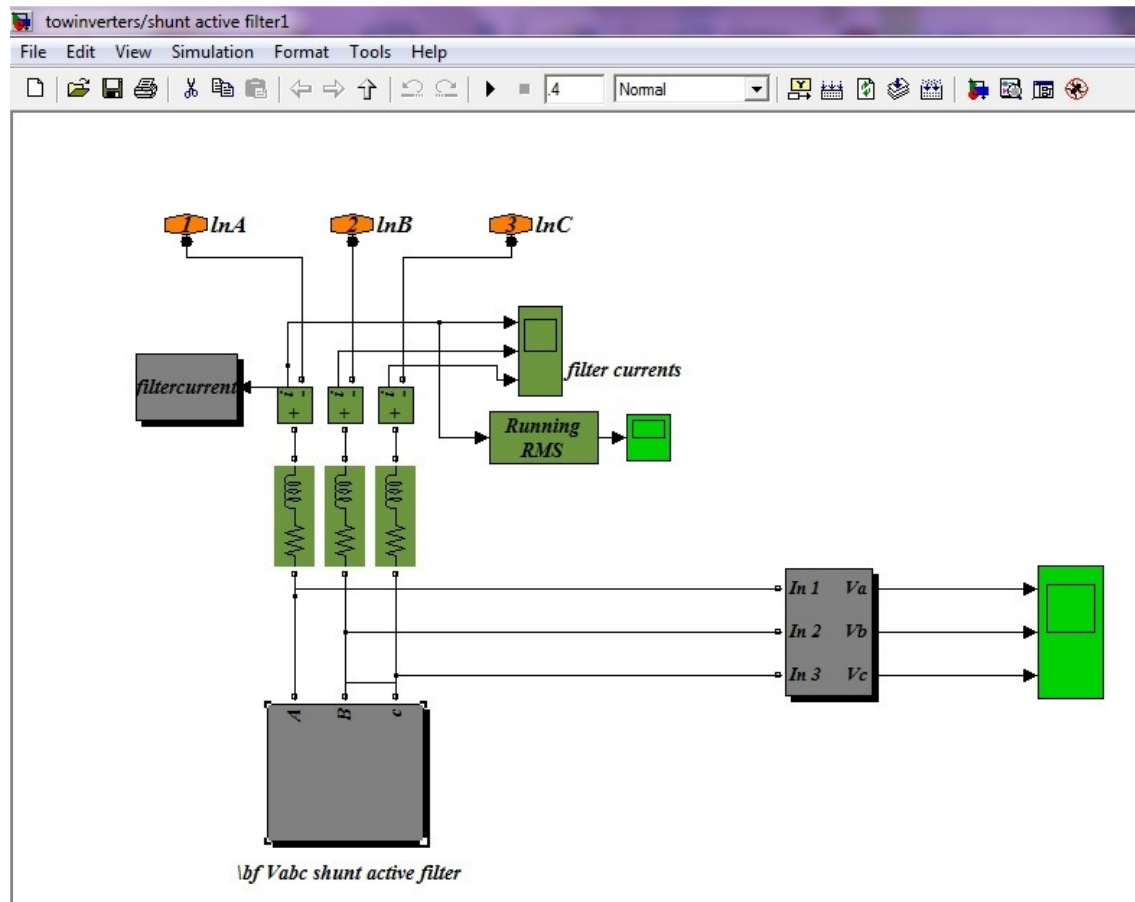 towinverters/shunt active filter1
File Edit View Simulation Format Tools Help
.4 Normal
1 lnA 2 lnB 3 lnC
filter currents
filtercurrent
i - i - i -
+ + +
Running
RMS
In 1 Va
In 2 Vb
In 3 Vc
A B c
\bf Vabc shunt active filter